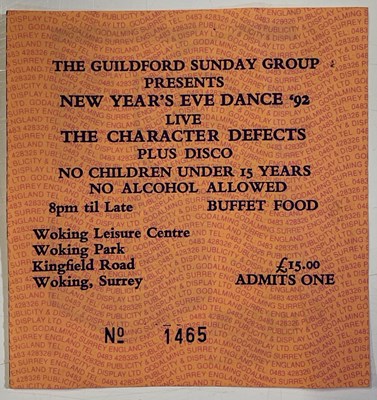 THE GUILDFORD SUNDAY GROUP
PRESENTS
NEW YEAR'S EVE DANCE '92
LIVE
THE CHARACTER DEFECTS
PLUS DISCO
NO CHILDREN UNDER 15 YEARS
NO ALCOHOL ALLOWED
8pm til Late BUFFET FOOD
Woking Leisure Centre
Woking Park
Kingfield Road £15.00
Woking, Surrey ADMITS ONE
Nº 1465